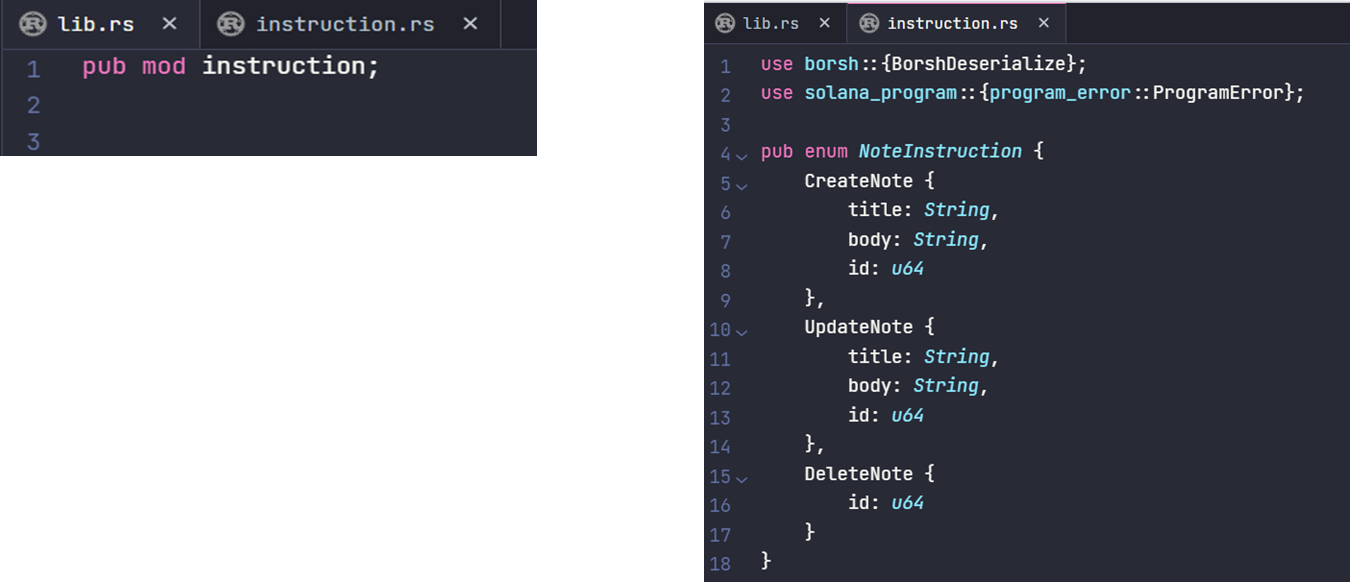 lib.rs × instruction.rs ×
1 pub mod instruction;
2
3
lib.rs × instruction.rs ×
1 use borsh::{BorshDeserialize};
2 use solana_program::{program_error::ProgramError};
3
4 pub enum NoteInstruction {
5 CreateNote {
6 title: String,
7 body: String,
8 id: u64
9 },
10 UpdateNote {
11 title: String,
12 body: String,
13 id: u64
14 },
15 DeleteNote {
16 id: u64
17 }
18 }